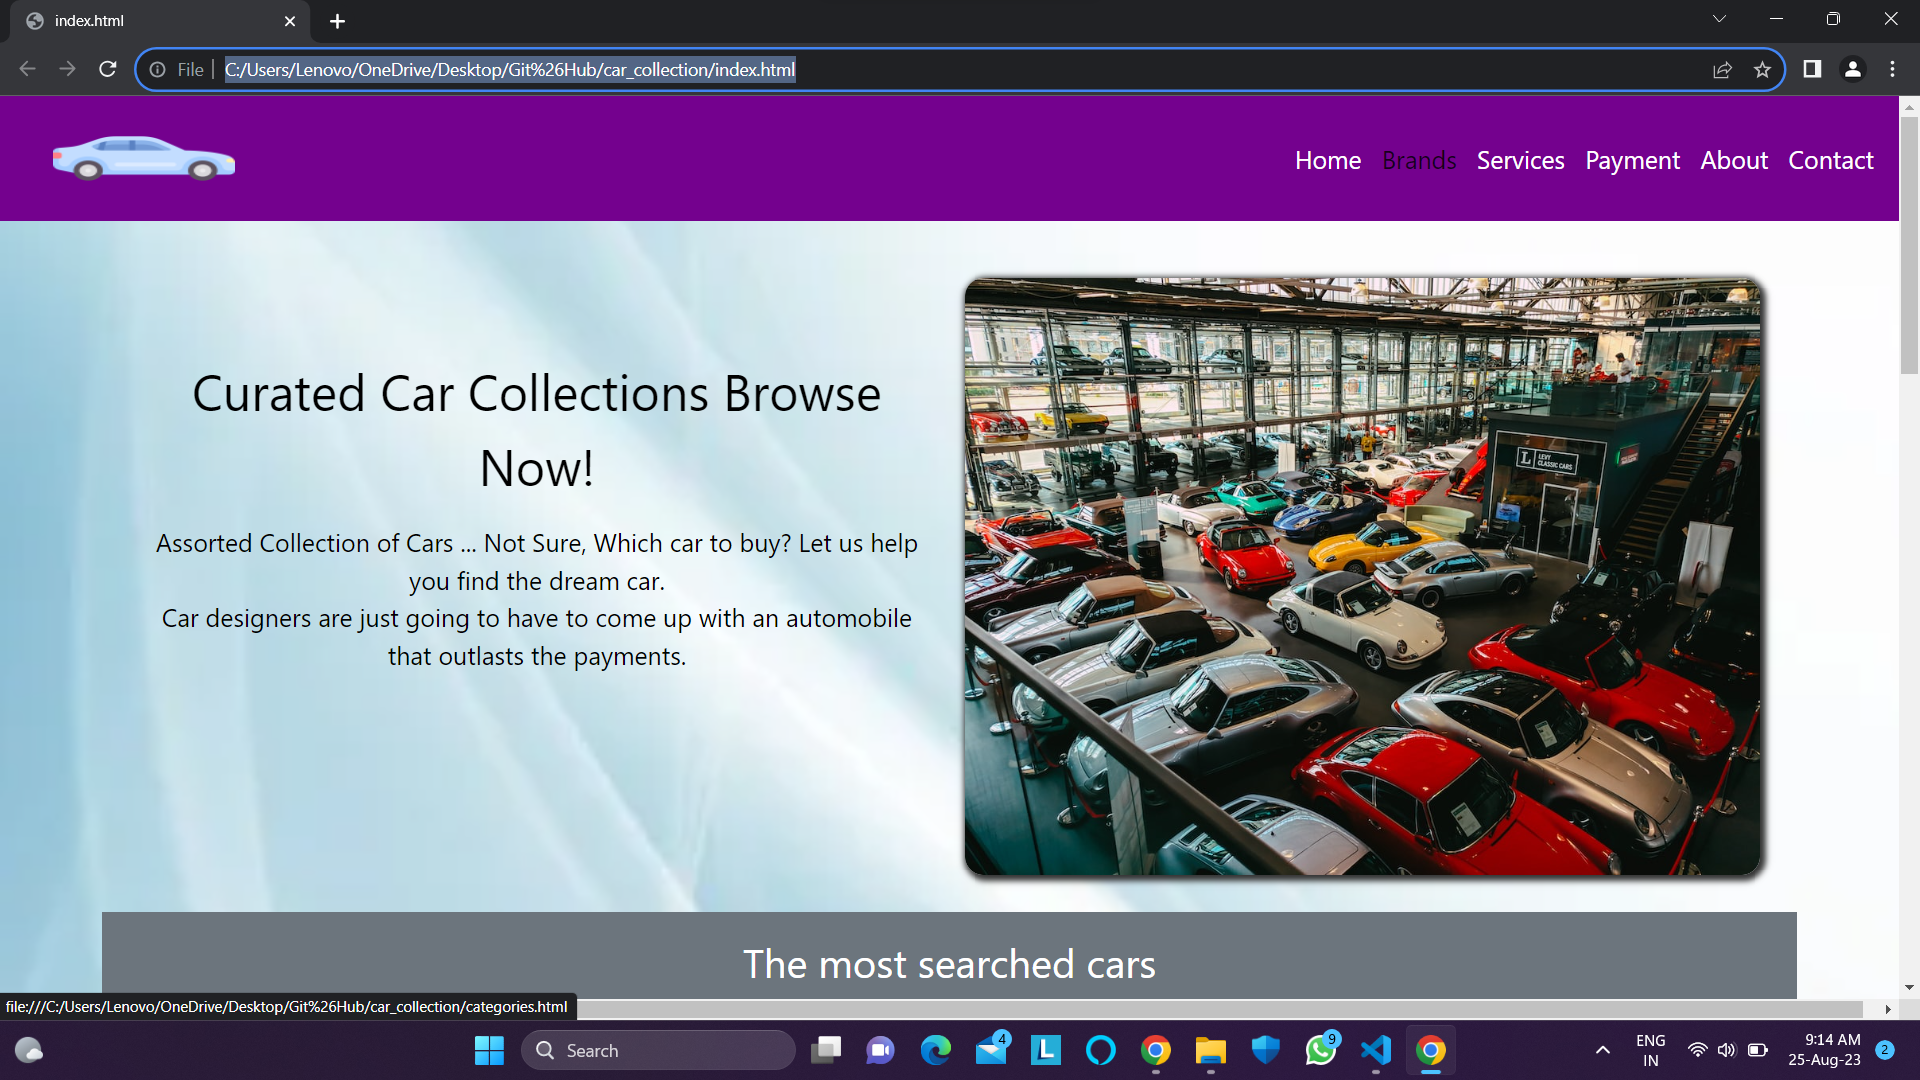 index.html
File
C:/Users/Lenovo/OneDrive/Desktop/Git%26Hub/car_collection/index.html
Home Brands Services Payment About Contact
Curated Car Collections Browse
Now!
Assorted Collection of Cars ... Not Sure, Which car to buy? Let us help
you find the dream car.
Car designers are just going to have to come up with an automobile
that outlasts the payments.
L LEVY
CLASSIC CARS
The most searched cars
file:///C:/Users/Lenovo/OneDrive/Desktop/Git%26Hub/car_collection/categories.html
Search
4
L
9
ENG
IN
9:14 AM
25-Aug-23
2